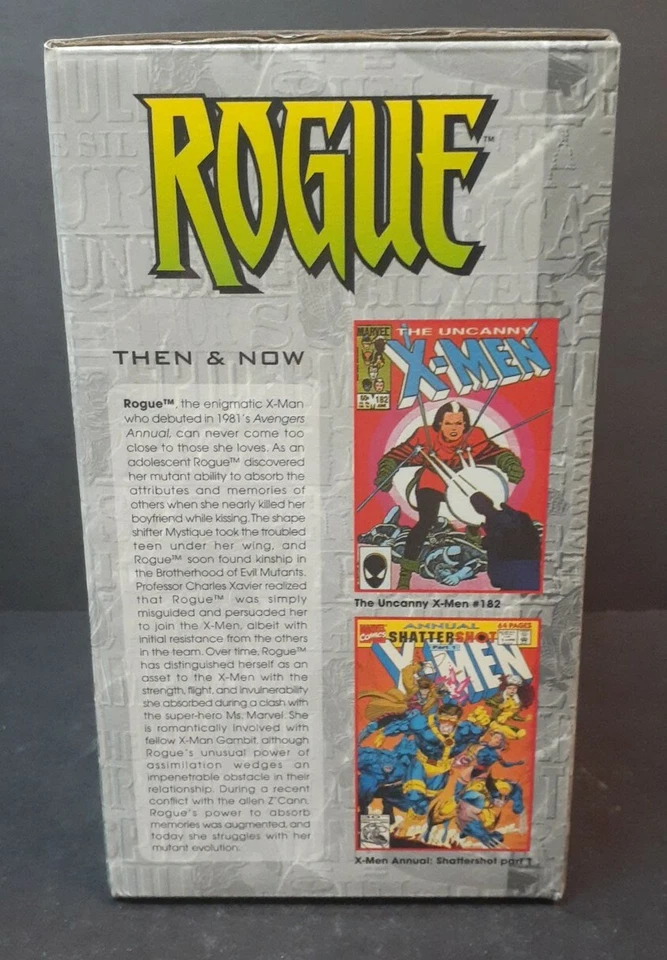 ROGUE™
THEN & NOW
Rogue™, the enigmatic X-Man
who debuted in 1981's Avengers
Annual, can never come too
close to those she loves. As an
adolescent Rogue™ discovered
her mutant ability to absorb the
attributes and memories of
others when she nearly killed her
boyfriend while kissing. The shape
shifter Mystique took the troubled
teen under her wing, and
Rogue™ soon found kinship in
the Brotherhood of Evil Mutants.
Professor Charles Xavier realized
that Rogue™ was simply
misguided and persuaded her
to join the X-Men, albeit with
initial resistance from the others
in the team. Over time, Rogue™
has distinguished herself as an
asset to the X-Men with the
strength, flight, and invulnerability
she absorbed during a clash with
the super-hero Ms. Marvel. She
is romantically involved with
fellow X-Man Gambit, although
Rogue's unusual power of
assimilation wedges an
impenetrable obstacle in their
relationship. During a recent
conflict with the alien Z'Cann,
Rogue's power to absorb
memories was augmented, and
today she struggles with her
mutant evolution.
MARVEL
182
THE UNCANNY
X-MEN
The Uncanny X-Men #182
MARVEL
COMICS
ANNUAL
64 PAGES
SHATTERSHOT
Part 1
X-MEN
X-Men Annual: Shattershot part 1